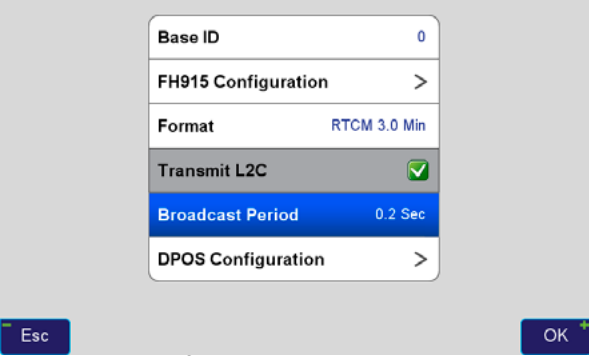 Base ID 0
FH915 Configuration >
Format RTCM 3.0 Min
Transmit L2C
Broadcast Period 0.2 Sec
DPOS Configuration >
- Esc OK +